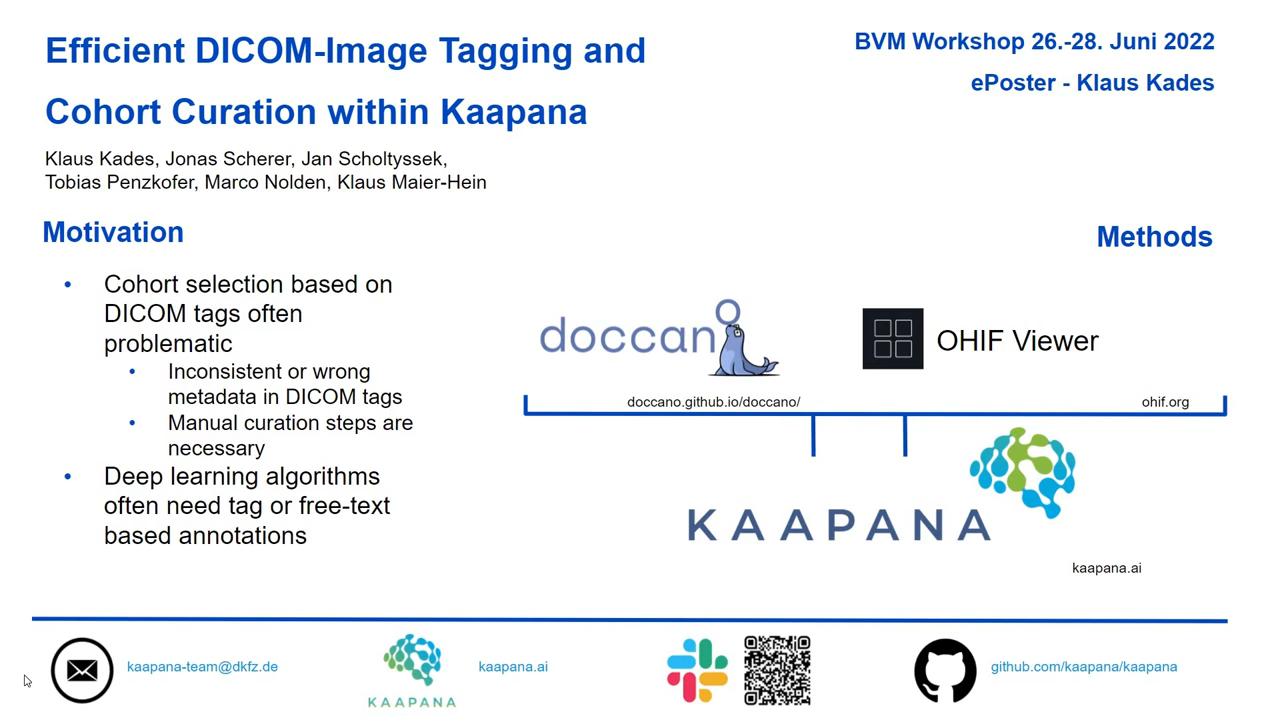 Efficient DICOM-Image Tagging and
Cohort Curation within Kaapana
BVM Workshop 26.-28. Juni 2022
ePoster - Klaus Kades
Klaus Kades, Jonas Scherer, Jan Scholtyssek,
Tobias Penzkofer, Marco Nolden, Klaus Maier-Hein
Motivation
• Cohort selection based on
DICOM tags often
problematic
• Inconsistent or wrong
metadata in DICOM tags
• Manual curation steps are
necessary
• Deep learning algorithms
often need tag or free-text
based annotations
Methods
doccano
OHIF Viewer
doccano.github.io/doccano/
ohif.org
KAAPANA
kaapana.ai
kaapana-team@dkfz.de
KAAPANA
kaapana.ai
github.com/kaapana/kaapana